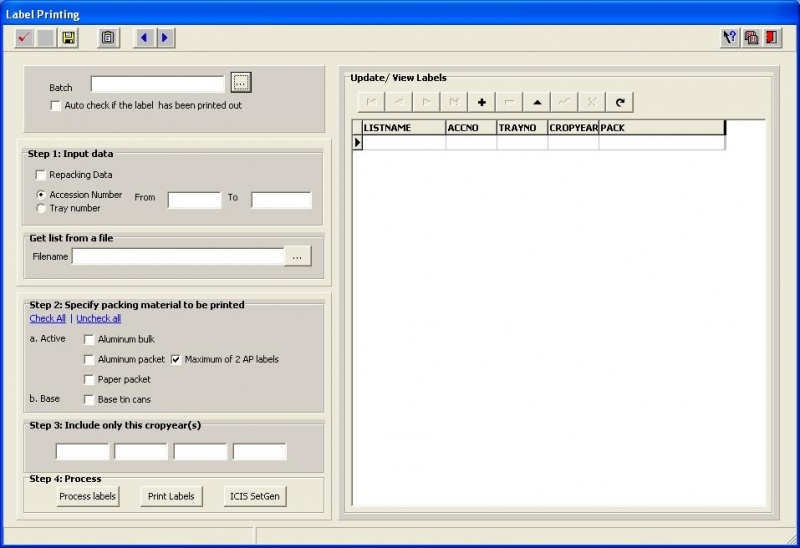 Label Printing
Batch ...
Auto check if the label has been printed out
Step 1: Input data
Repacking Data
Accession Number From To
Tray number
Get list from a file
Filename ...
Step 2: Specify packing material to be printed
Check All | Uncheck all
a. Active Aluminum bulk
Aluminum packet Maximum of 2 AP labels
Paper packet
b. Base Base tin cans
Step 3: Include only this cropyear(s)
Step 4: Process
Process labels Print Labels ICIS SetGen
Update/ View Labels
LISTNAME ACCNO TRAYNO CROPYEAR PACK